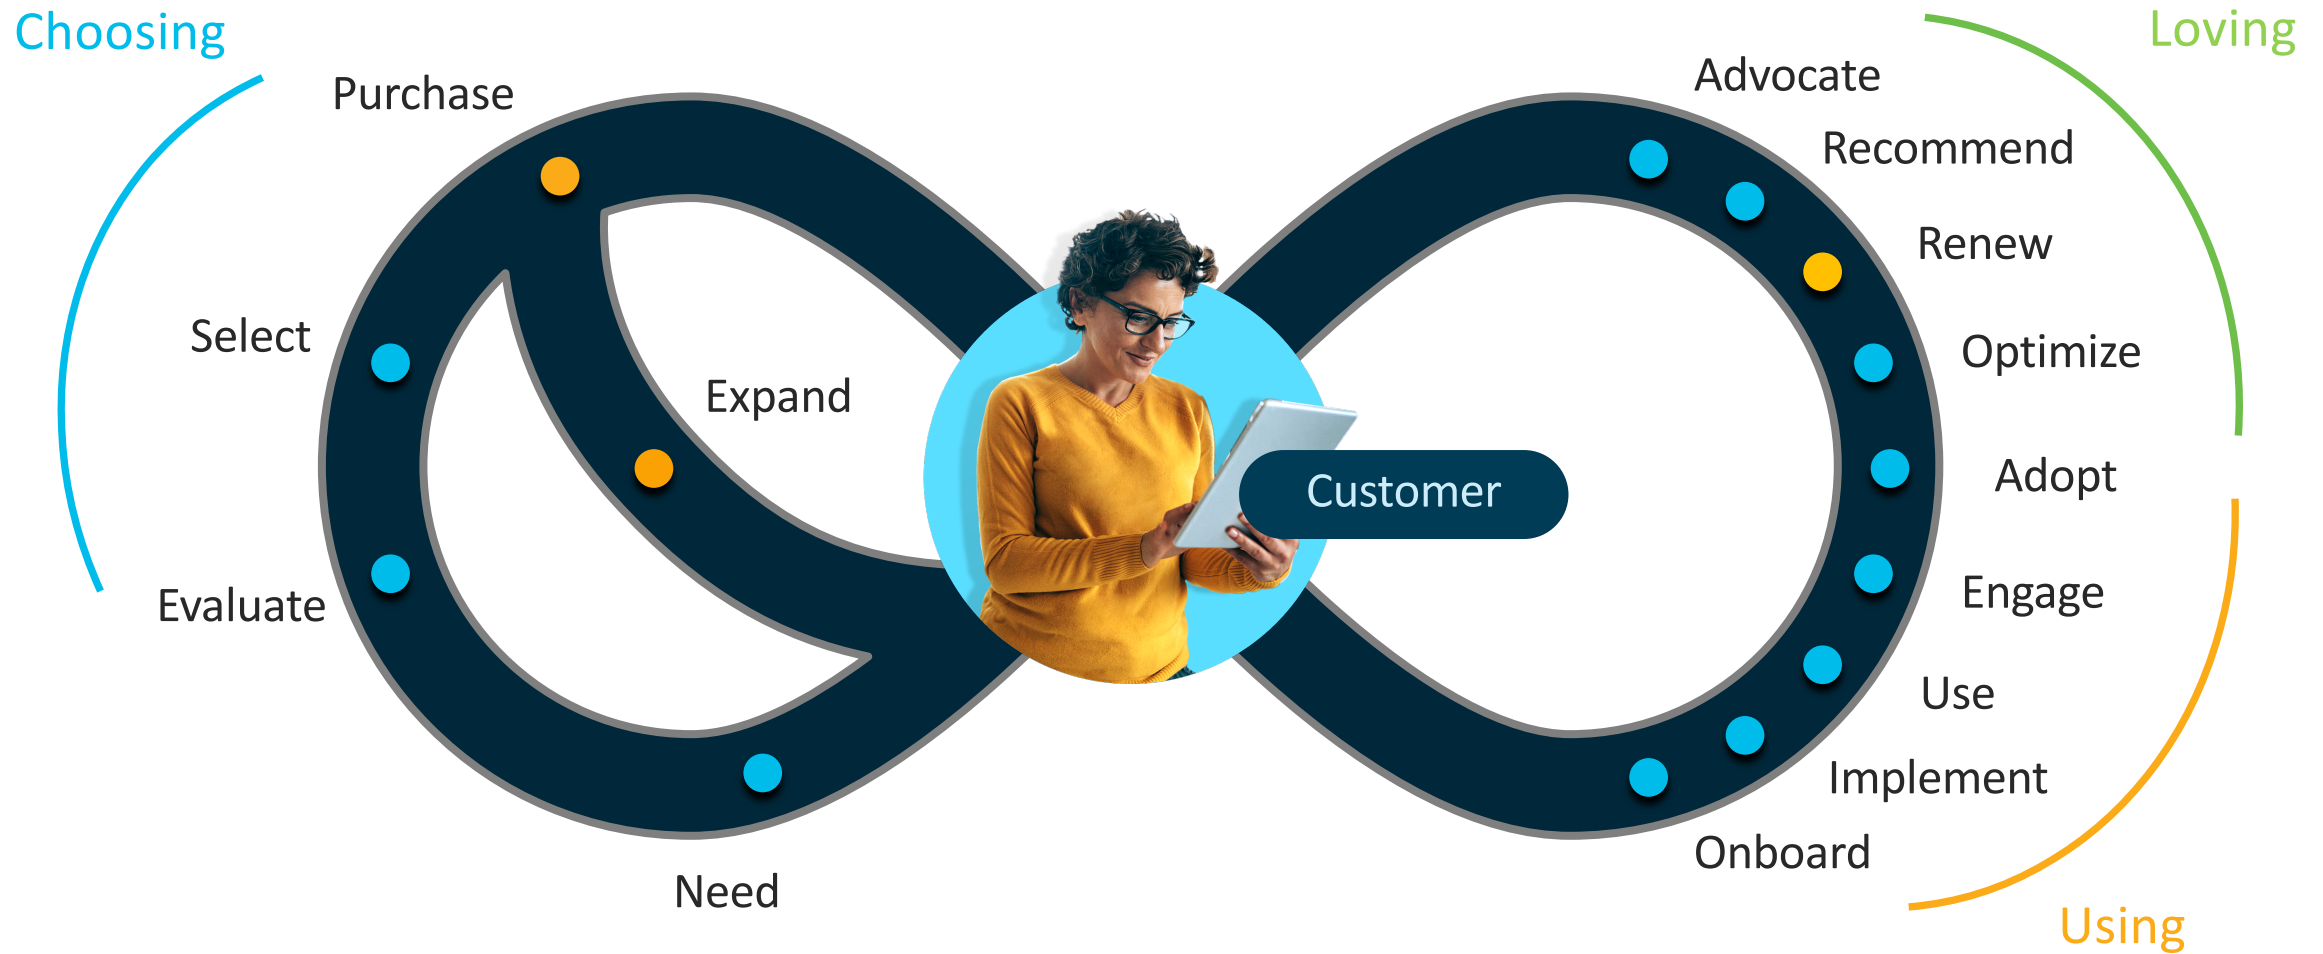 Choosing
Loving
Purchase
Advocate
Recommend
Renew
Select
Optimize
Expand
Customer
Adopt
Evaluate
Engage
Use
Implement
Onboard
Need
Using